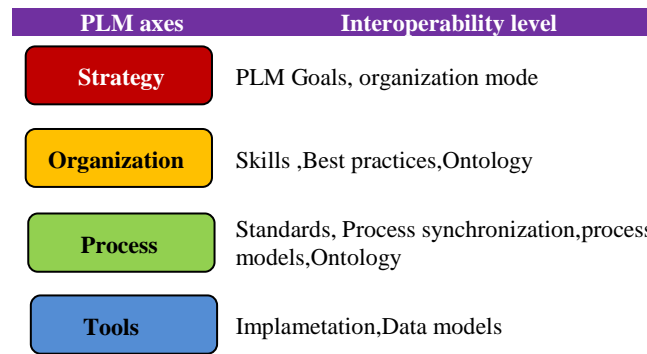 PLM axes Interoperability level
Strategy PLM Goals, organization mode
Organization Skills ,Best practices,Ontology
Process Standards, Process synchronization,process
models,Ontology
Tools Implametation,Data models